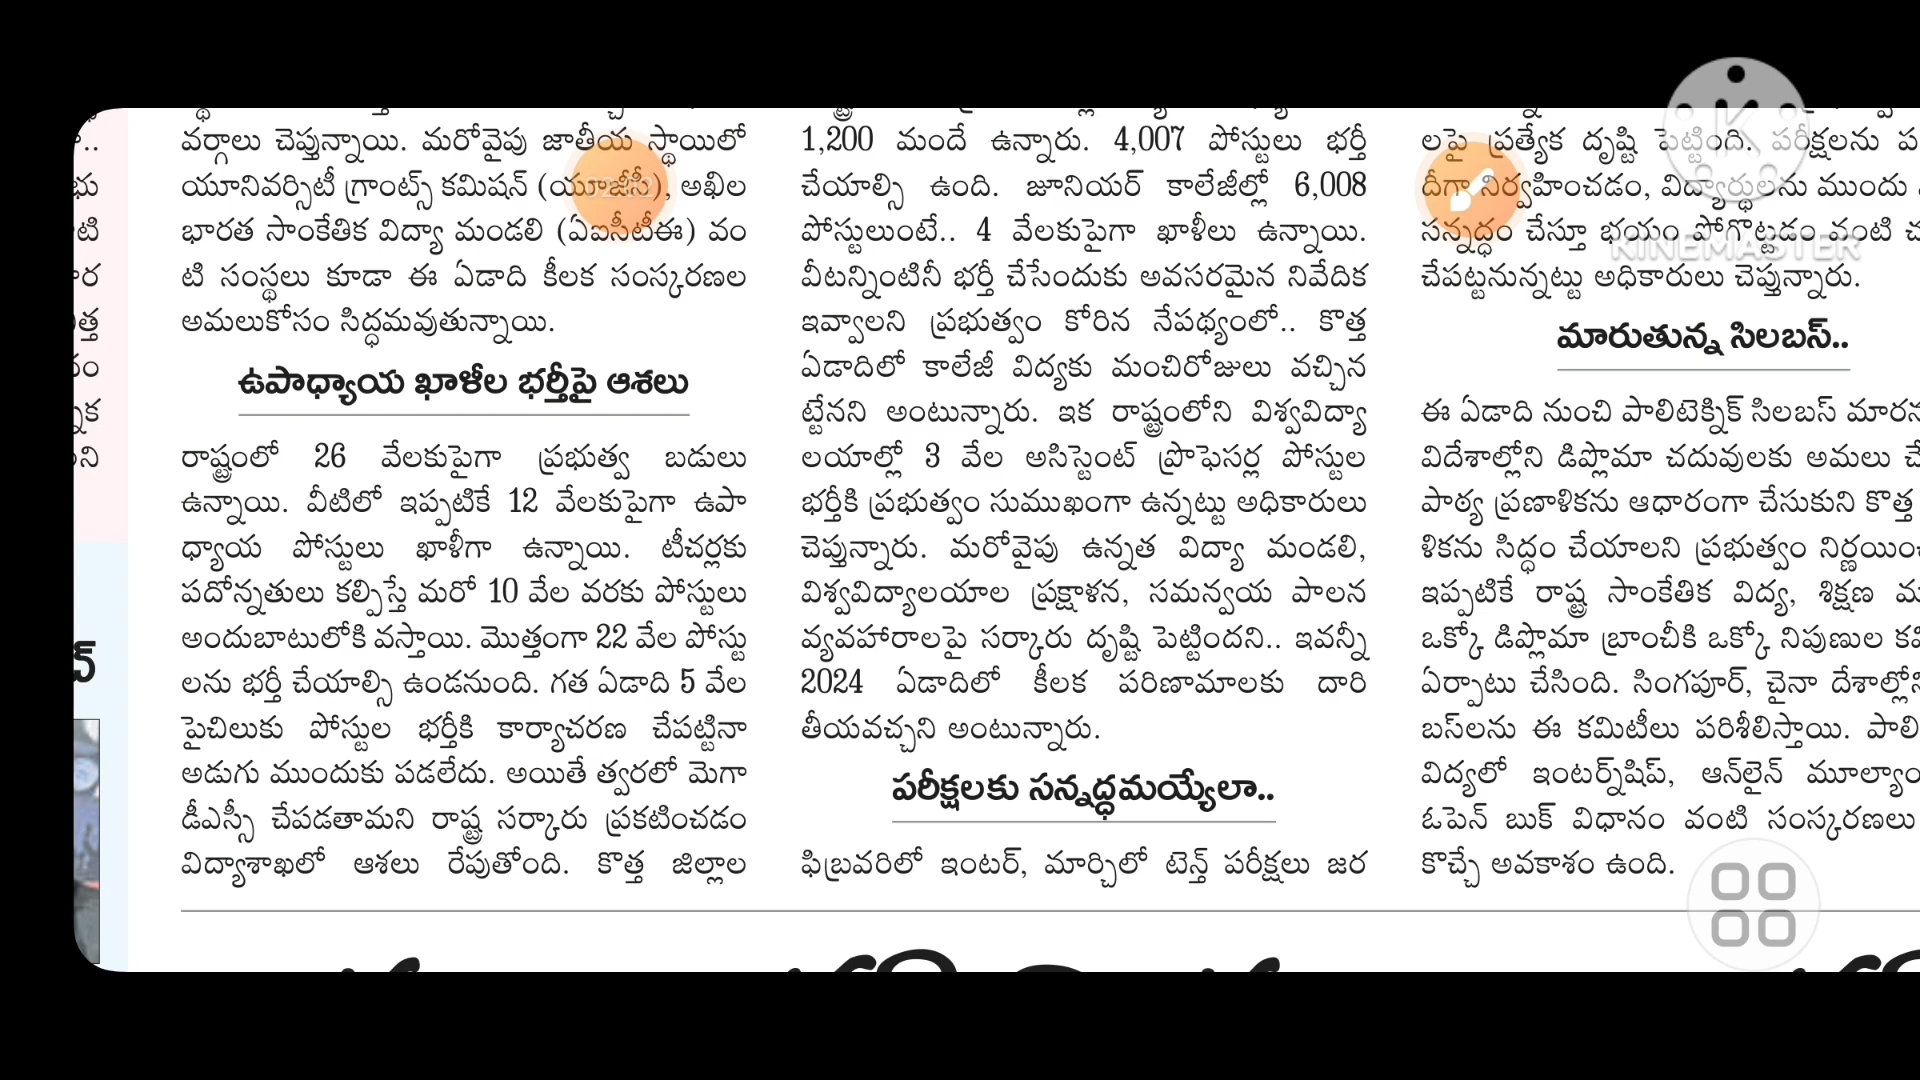 వర్గాలు చెప్తున్నాయి. మరోవైపు జాతీయ స్థాయిలో
యూనివర్సిటీ గ్రాంట్స్ కమిషన్ (యూజీసీ), అఖిల
భారత సాంకేతిక విద్యా మండలి (ఏఐసీటీఈ) వం
టి సంస్థలు కూడా ఈ ఏడాది కీలక సంస్కరణల
అమలుకోసం సిద్ధమవుతున్నాయి.
ఉపాధ్యాయ ఖాళీల భర్తీపై ఆశలు
రాష్ట్రంలో 26 వేలకుపైగా ప్రభుత్వ బడులు
ఉన్నాయి. వీటిలో ఇప్పటికే 12 వేలకుపైగా ఉపా
ధ్యాయ పోస్టులు ఖాళీగా ఉన్నాయి. టీచర్లకు
పదోన్నతులు కల్పిస్తే మరో 10 వేల వరకు పోస్టులు
అందుబాటులోకి వస్తాయి. మొత్తంగా 22 వేల పోస్టు
లను భర్తీ చేయాల్సి ఉండనుంది. గత ఏడాది 5 వేల
పైచిలుకు పోస్టుల భర్తీకి కార్యాచరణ చేపట్టినా
అడుగు ముందుకు పడలేదు. అయితే త్వరలో మెగా
డీఎస్సీ చేపడతామని రాష్ట్ర సర్కారు ప్రకటించడం
విద్యాశాఖలో ఆశలు రేపుతోంది. కొత్త జిల్లాల
1,200 మందే ఉన్నారు. 4,007 పోస్టులు భర్తీ
చేయాల్సి ఉంది. జూనియర్ కాలేజీల్లో 6,008
పోస్టులుంటే.. 4 వేలకుపైగా ఖాళీలు ఉన్నాయి.
వీటన్నింటినీ భర్తీ చేసేందుకు అవసరమైన నివేదిక
ఇవ్వాలని ప్రభుత్వం కోరిన నేపథ్యంలో.. కొత్త
ఏడాదిలో కాలేజీ విద్యకు మంచిరోజులు వచ్చిన
ట్టేనని అంటున్నారు. ఇక రాష్ట్రంలోని విశ్వవిద్యా
లయాల్లో 3 వేల అసిస్టెంట్ ప్రొఫెసర్ల పోస్టుల
భర్తీకి ప్రభుత్వం సుముఖంగా ఉన్నట్టు అధికారులు
చెప్తున్నారు. మరోవైపు ఉన్నత విద్యా మండలి,
విశ్వవిద్యాలయాల ప్రక్షాళన, సమన్వయ పాలన
వ్యవహారాలపై సర్కారు దృష్టి పెట్టిందని.. ఇవన్నీ
2024 ఏడాదిలో కీలక పరిణామాలకు దారి
తీయవచ్చని అంటున్నారు.
పరీక్షలకు సన్నద్ధమయ్యేలా..
ఫిబ్రవరిలో ఇంటర్, మార్చిలో టెన్త్ పరీక్షలు జర
లపై ప్రత్యేక దృష్టి పెట్టింది. పరీక్షలను
దీగా నిర్వహించడం, విద్యార్థులను ముందు
సన్నద్ధం చేస్తూ భయం పోగొట్టడం వంటి
చేపట్టనున్నట్టు అధికారులు చెప్తున్నారు.
మారుతున్న సిలబస్..
ఈ ఏడాది నుంచి పాలిటెక్నిక్ సిలబస్
విదేశాల్లోని డిప్లొమా చదువులకు అమలు
పాఠ్య ప్రణాళికను ఆధారంగా చేసుకుని కొత్త
ళికను సిద్ధం చేయాలని ప్రభుత్వం
ఇప్పటికే రాష్ట్ర సాంకేతిక విద్య, శిక్షణ
ఒక్కో డిప్లొమా బ్రాంచీకి ఒక్కో నిపుణుల
ఏర్పాటు చేసింది. సింగపూర్, చైనా
బస్‌లను ఈ కమిటీలు పరిశీలిస్తాయి.
విద్యలో ఇంటర్న్‌షిప్, ఆన్‌లైన్
ఓపెన్ బుక్ విధానం వంటి సంస్కరణలు
కొచ్చే అవకాశం ఉంది.
KINEMASTER